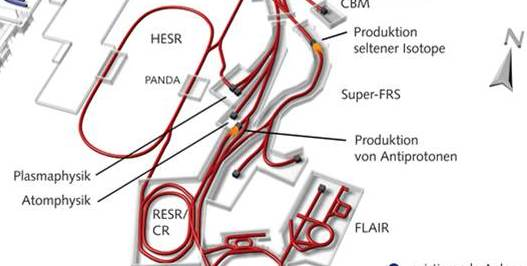 CBM
HESR
Produktion
seltener Isotope
N
PANDA
Super-FRS
Produktion
von Antiprotonen
Plasmaphysik
Atomphysik
RESR/
CR
FLAIR